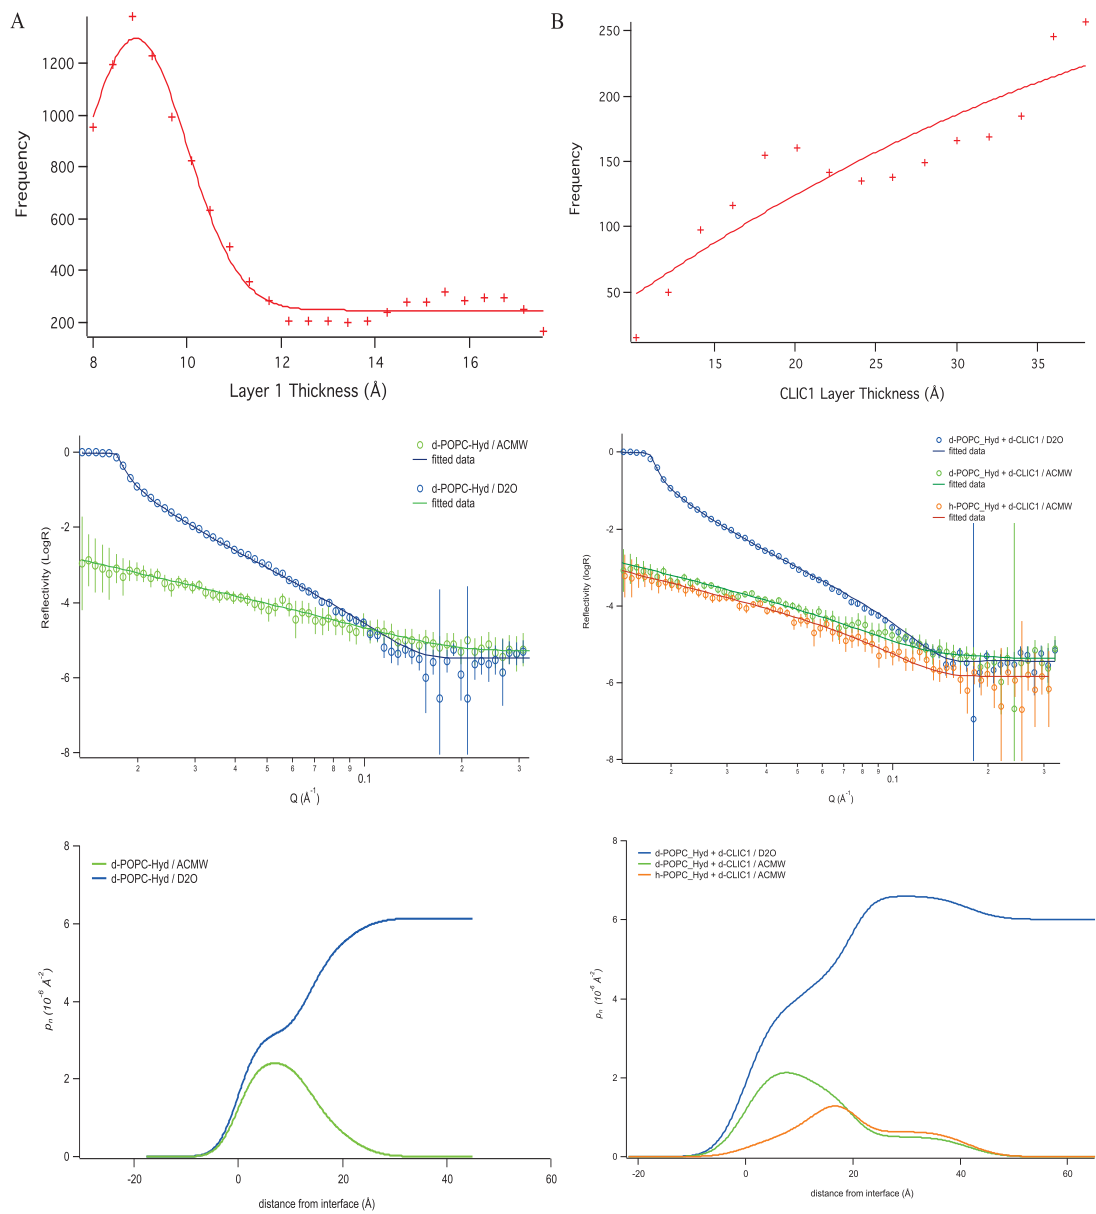 A
Frequency
1200
1000
800
600
400
200
8
10
12
14
16
Layer 1 Thickness (Å)
B
Frequency
250
200
150
100
50
15
20
25
30
35
CLIC1 Layer Thickness (Å)
d-POPC-Hyd / ACMW
fitted data
d-POPC-Hyd / D2O
fitted data
Reflectivity (LogR)
0
-2
-4
-6
-8
2
3
4
5
6
7
8
9
0.1
2
3
Q (Å⁻¹)
d-POPC_Hyd + d-CLIC1 / D2O
fitted data
d-POPC_Hyd + d-CLIC1 / ACMW
fitted data
h-POPC_Hyd + d-CLIC1 / ACMW
fitted data
Reflectivity (logR)
0
-2
-4
-6
-8
2
3
4
5
6
7
8
9
0.1
2
3
Q (Å⁻¹)
d-POPC-Hyd / ACMW
d-POPC-Hyd / D2O
pₙ (10⁻⁶ A⁻²)
8
6
4
2
0
-20
0
20
40
60
distance from interface (Å)
d-POPC_Hyd + d-CLIC1 / D2O
d-POPC_Hyd + d-CLIC1 / ACMW
h-POPC_Hyd + d-CLIC1 / ACMW
pₙ (10⁻⁶ A⁻²)
8
6
4
2
0
-20
0
20
40
60
distance from interface (Å)